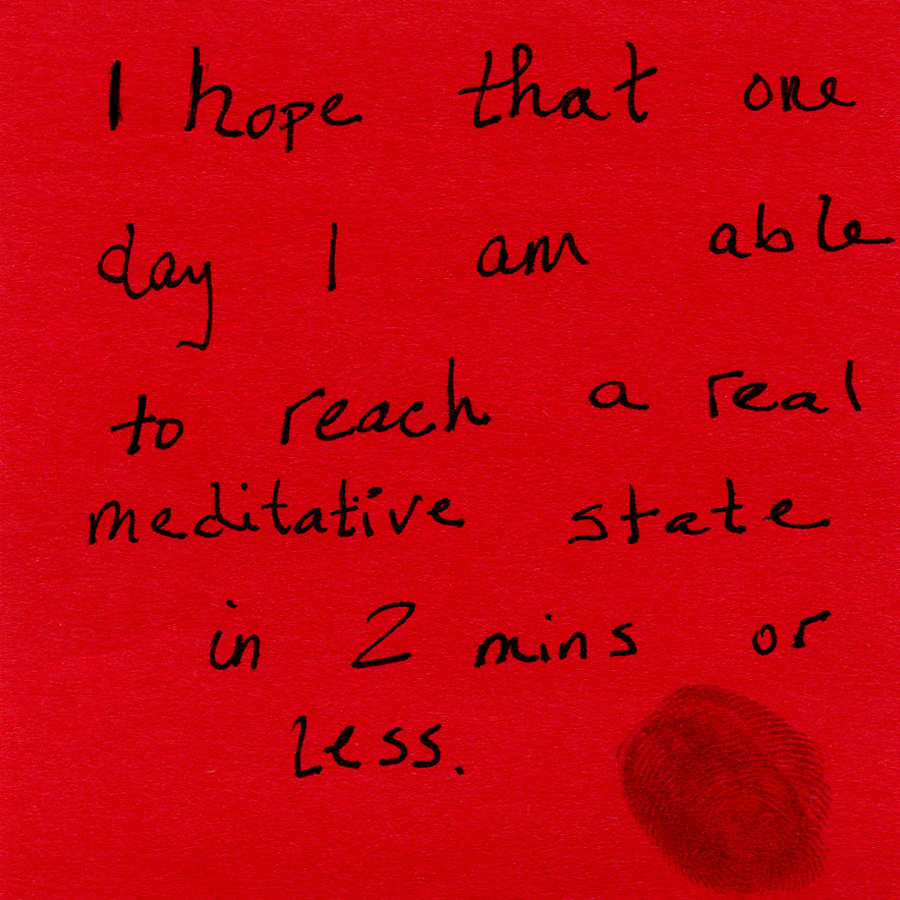 I hope that one
day I am able
to reach a real
meditative state
in 2 mins or
less.